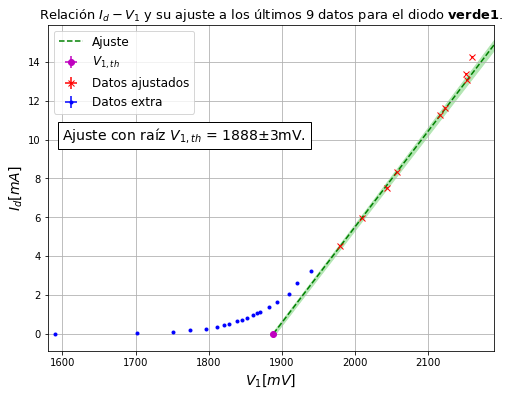 Relación I_d − V_1 y su ajuste a los últimos 9 datos para el diodo verde1.
Ajuste
V_{1,th}
Datos ajustados
Datos extra
Ajuste con raíz V_{1,th} = 1888±3mV.
I_d[mA]
14
12
10
8
6
4
2
0
1600 1700 1800 1900 2000 2100
V_1[mV]